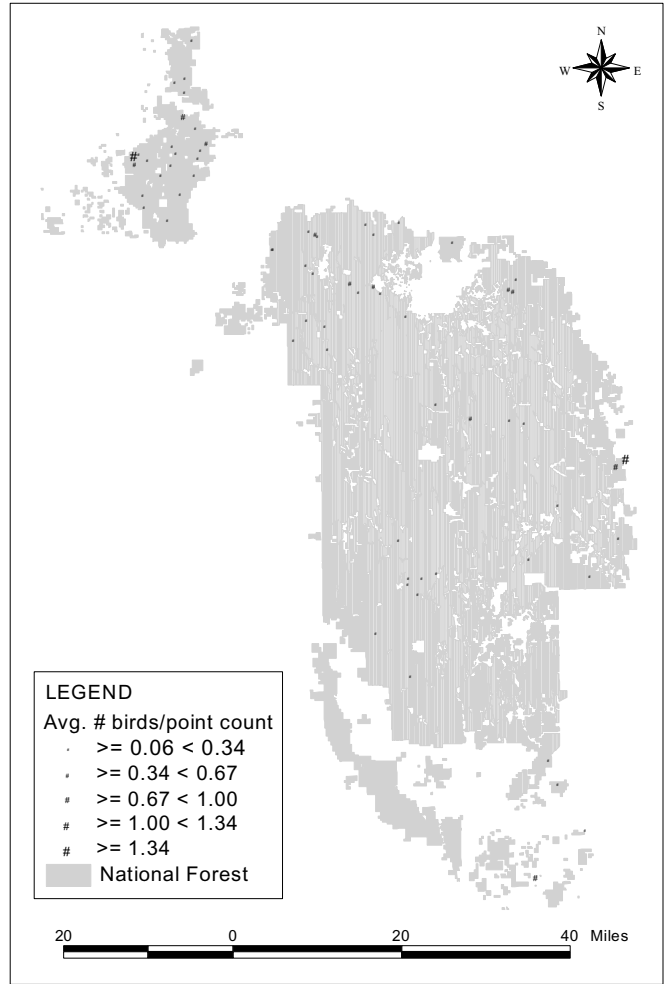 N
W E
S
LEGEND
Avg. # birds/point count
# >= 0.06 < 0.34
# >= 0.34 < 0.67
# >= 0.67 < 1.00
# >= 1.00 < 1.34
# >= 1.34
National Forest
20 0 20 40 Miles